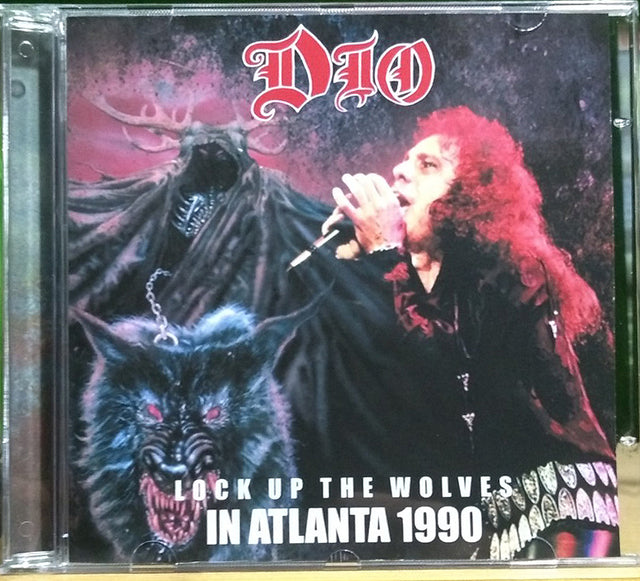 DIO
LOCK UP THE WOLVES
IN ATLANTA 1990